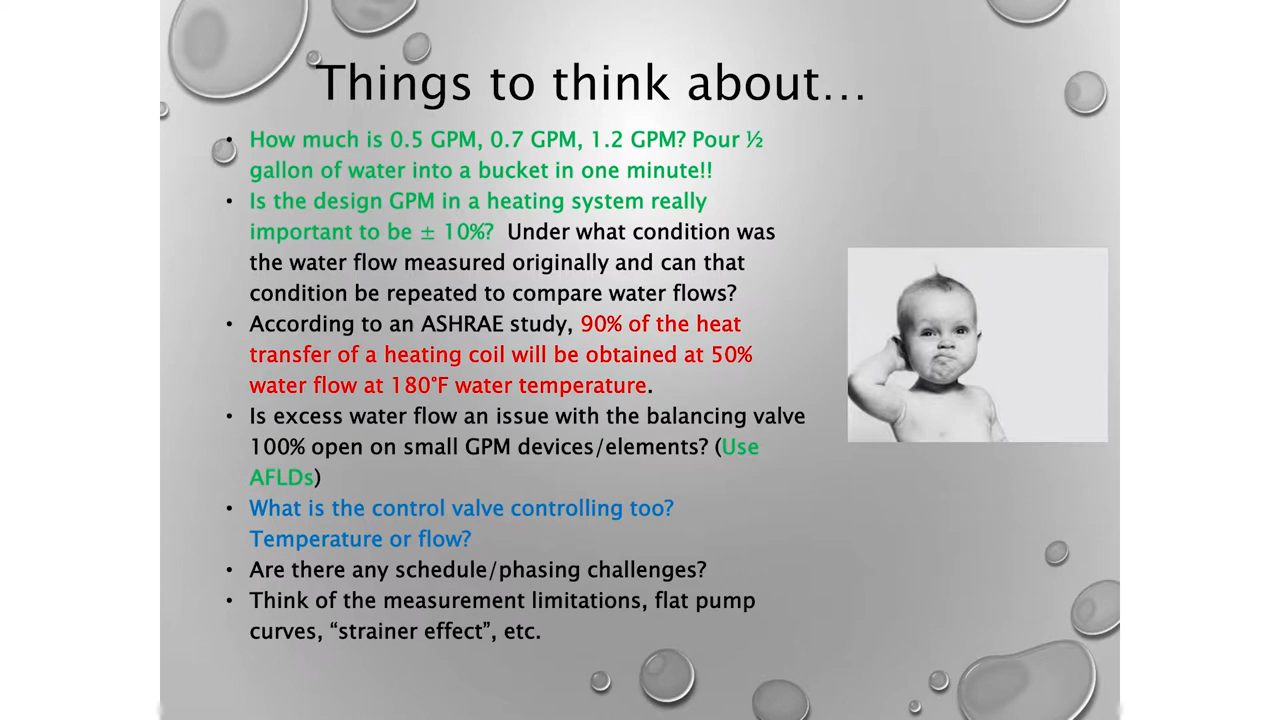 Things to think about...
• How much is 0.5 GPM, 0.7 GPM, 1.2 GPM? Pour ½
gallon of water into a bucket in one minute!!
• Is the design GPM in a heating system really
important to be ± 10%? Under what condition was
the water flow measured originally and can that
condition be repeated to compare water flows?
• According to an ASHRAE study, 90% of the heat
transfer of a heating coil will be obtained at 50%
water flow at 180°F water temperature.
• Is excess water flow an issue with the balancing valve
100% open on small GPM devices/elements? (Use
AFLDs)
• What is the control valve controlling too?
Temperature or flow?
• Are there any schedule/phasing challenges?
• Think of the measurement limitations, flat pump
curves, “strainer effect”, etc.